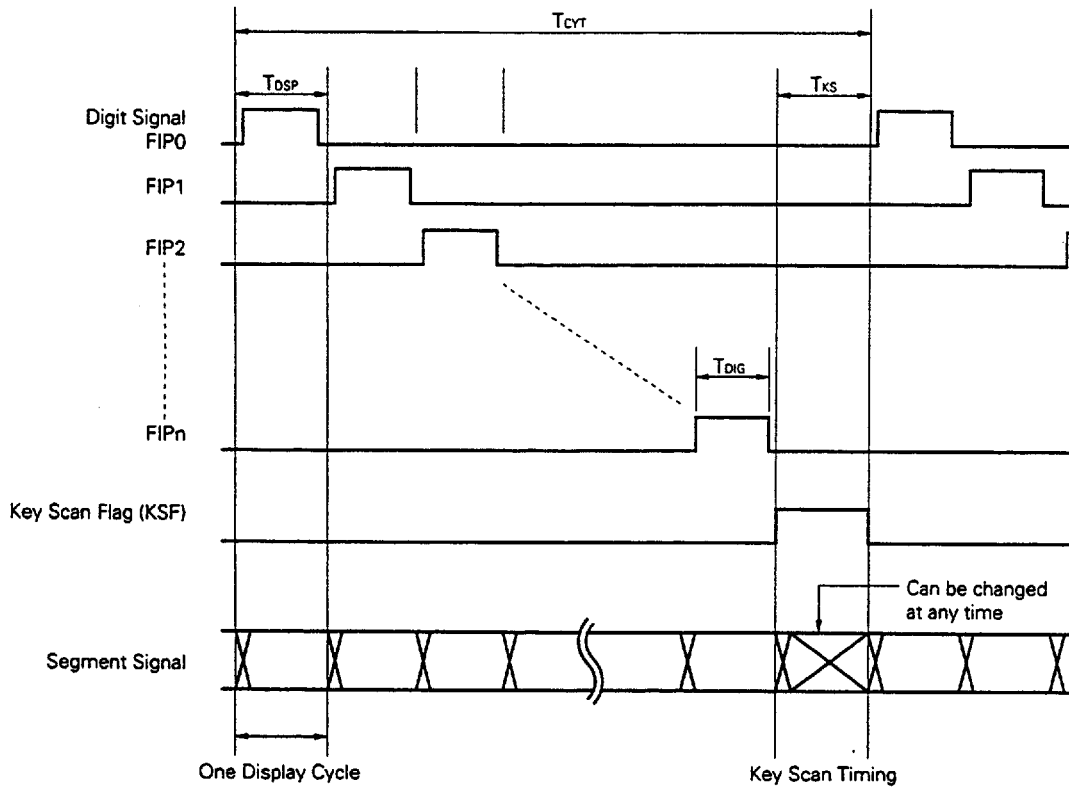 TCYT
TDSP
TKS
Digit Signal
FIP0
FIP1
FIP2
TDIG
FIPn
Key Scan Flag (KSF)
Can be changed
at any time
Segment Signal
One Display Cycle
Key Scan Timing